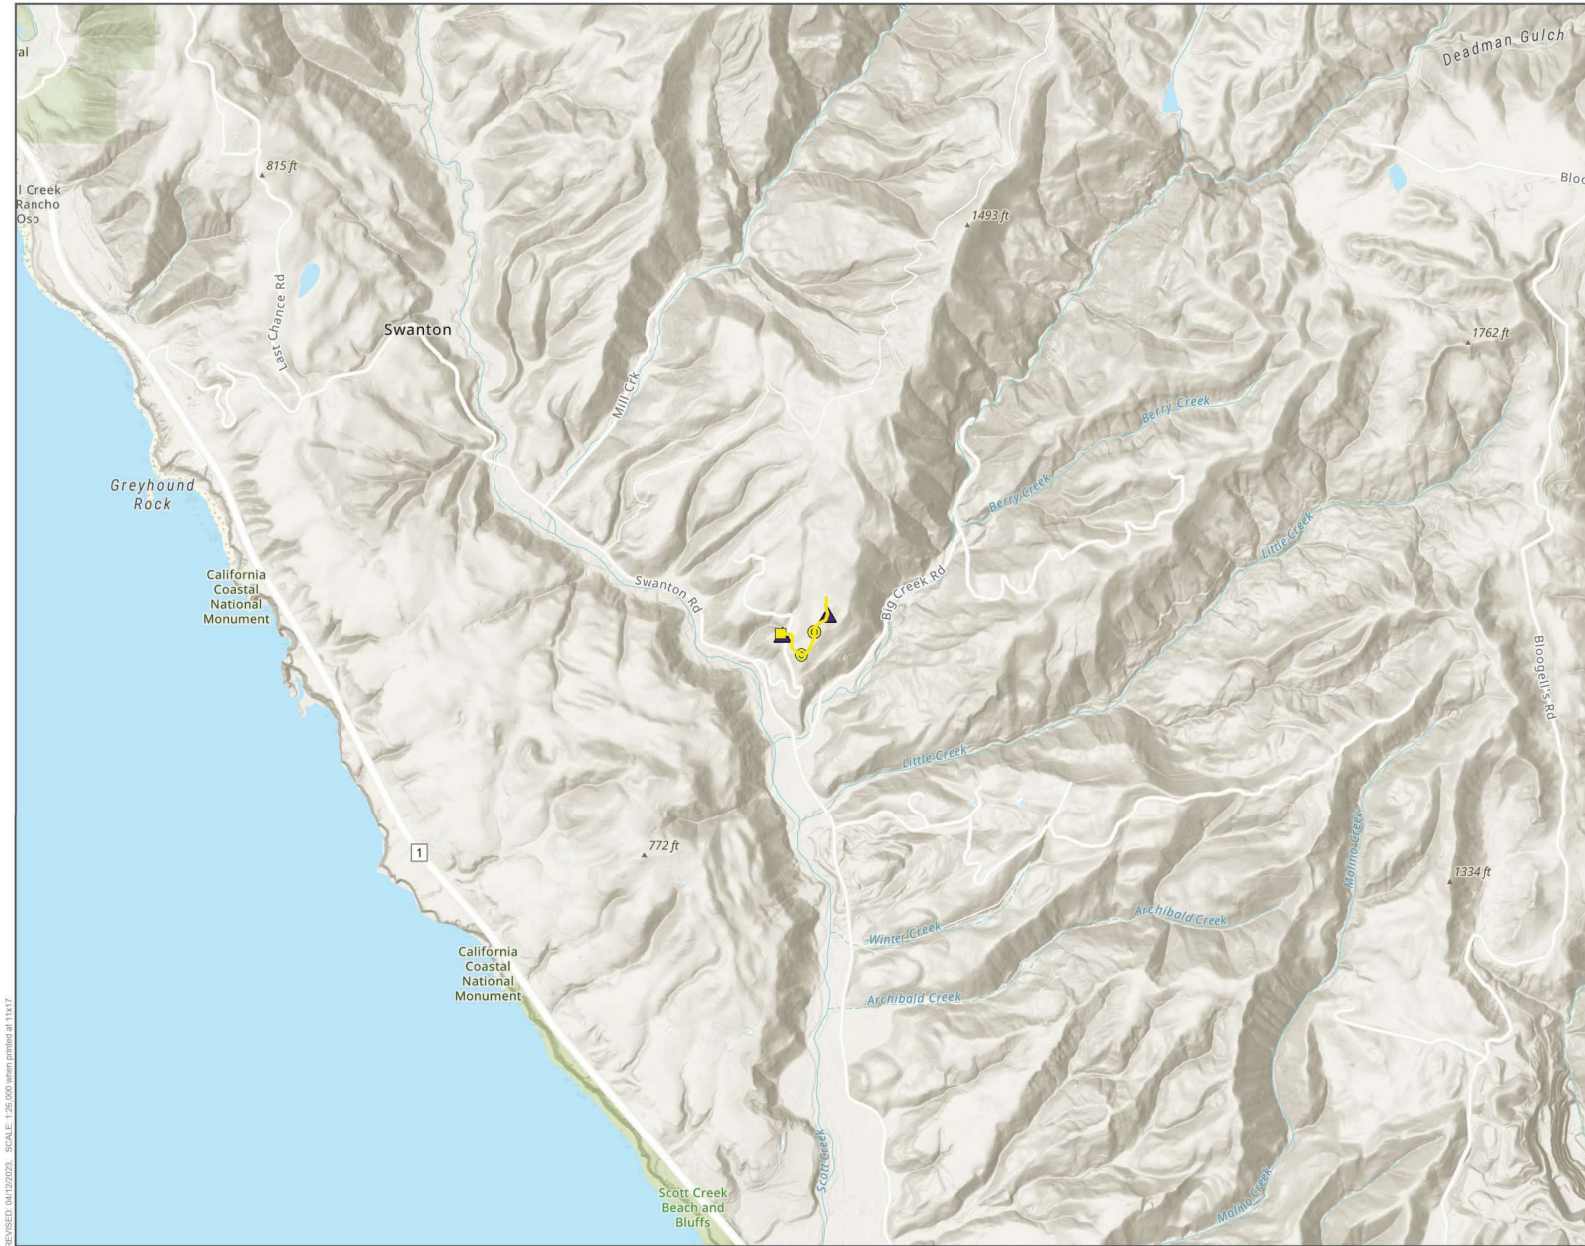 Deadman Gulch
al
815 ft
l Creek
Rancho
Oso
Bloo
1493 ft
Last Chance Rd
Swanton
1762 ft
Mill Crk
Berry Creek
Greyhound
Rock
Berry Creek
Little Creek
California
Coastal
National
Monument
Swanton Rd
Big Creek Rd
Bloogell's Rd
Little Creek
772 ft
1
Molino Creek
1334 ft
Archibald Creek
Winter Creek
California
Coastal
National
Monument
Archibald Creek
Scott Creek
Scott Creek
Beach and
Bluffs
Molino Creek
REVISED: 04/12/2023, SCALE: 1:26,000 when printed at 11x17